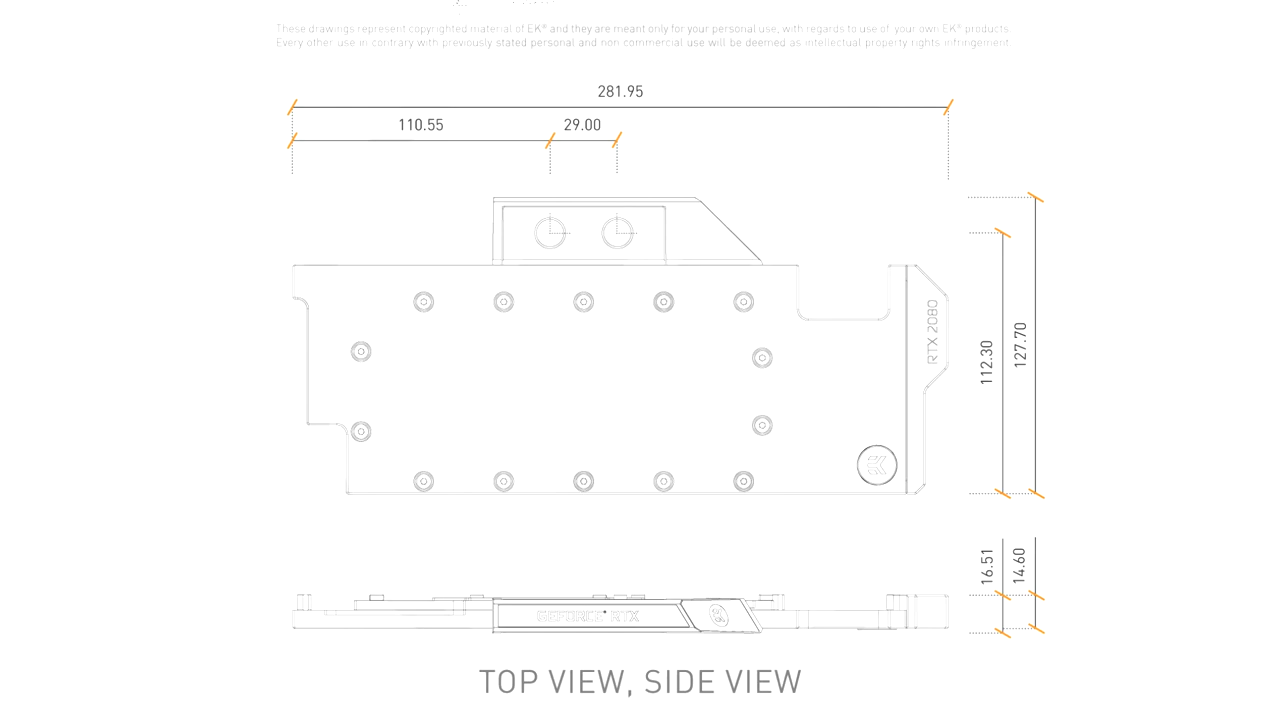 These drawings represent copyrighted material of EK® and they are meant only for your personal use, with regards to use of your own EK® products.
Every other use in contrary with previously stated personal and non commercial use will be deemed as intellectual property rights infringement
281.95
110.55
29.00
RTX 2080
112.30
127.70
EK
16.51
14.60
GEFORCE® RTX
EK
TOP VIEW, SIDE VIEW